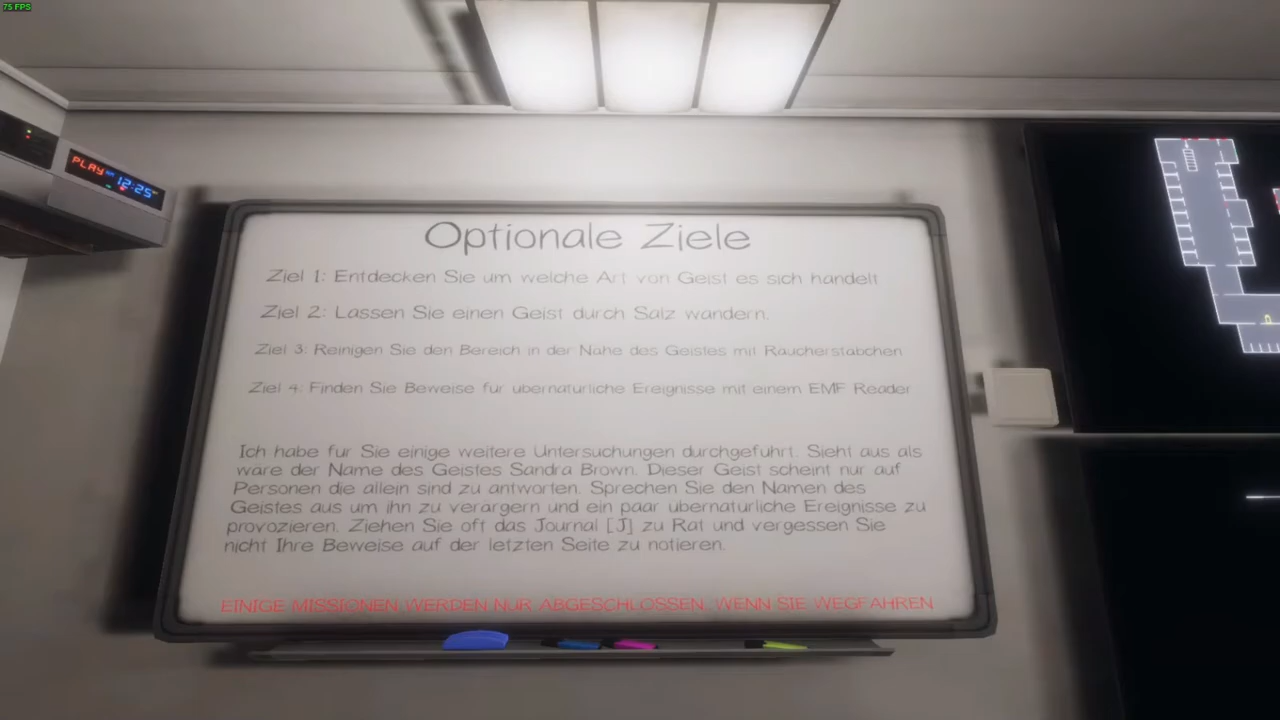 75 FPS
PLAY 12:25
Optionale Ziele
Ziel 1: Entdecken Sie um welche Art von Geist es sich handelt
Ziel 2: Lassen Sie einen Geist durch Salz wandern.
Ziel 3: Reinigen Sie den Bereich in der Nahe des Geistes mit Raucherstabchen
Ziel 4: Finden Sie Beweise fur ubernaturliche Ereignisse mit einem EMF Reader
Ich habe fur Sie einige weitere Untersuchungen durchgefuhrt. Sieht aus als
ware der Name des Geistes Sandra Brown. Dieser Geist scheint nur auf
Personen die allein sind zu antworten. Sprechen Sie den Namen des
Geistes aus um ihn zu verargern und ein paar ubernaturliche Ereignisse zu
provozieren. Ziehen Sie oft das Journal [J] zu Rat und vergessen Sie
nicht Ihre Beweise auf der letzten Seite zu notieren.
EINIGE MISSIONEN WERDEN NUR ABGESCHLOSSEN, WENN SIE WEGFAHREN